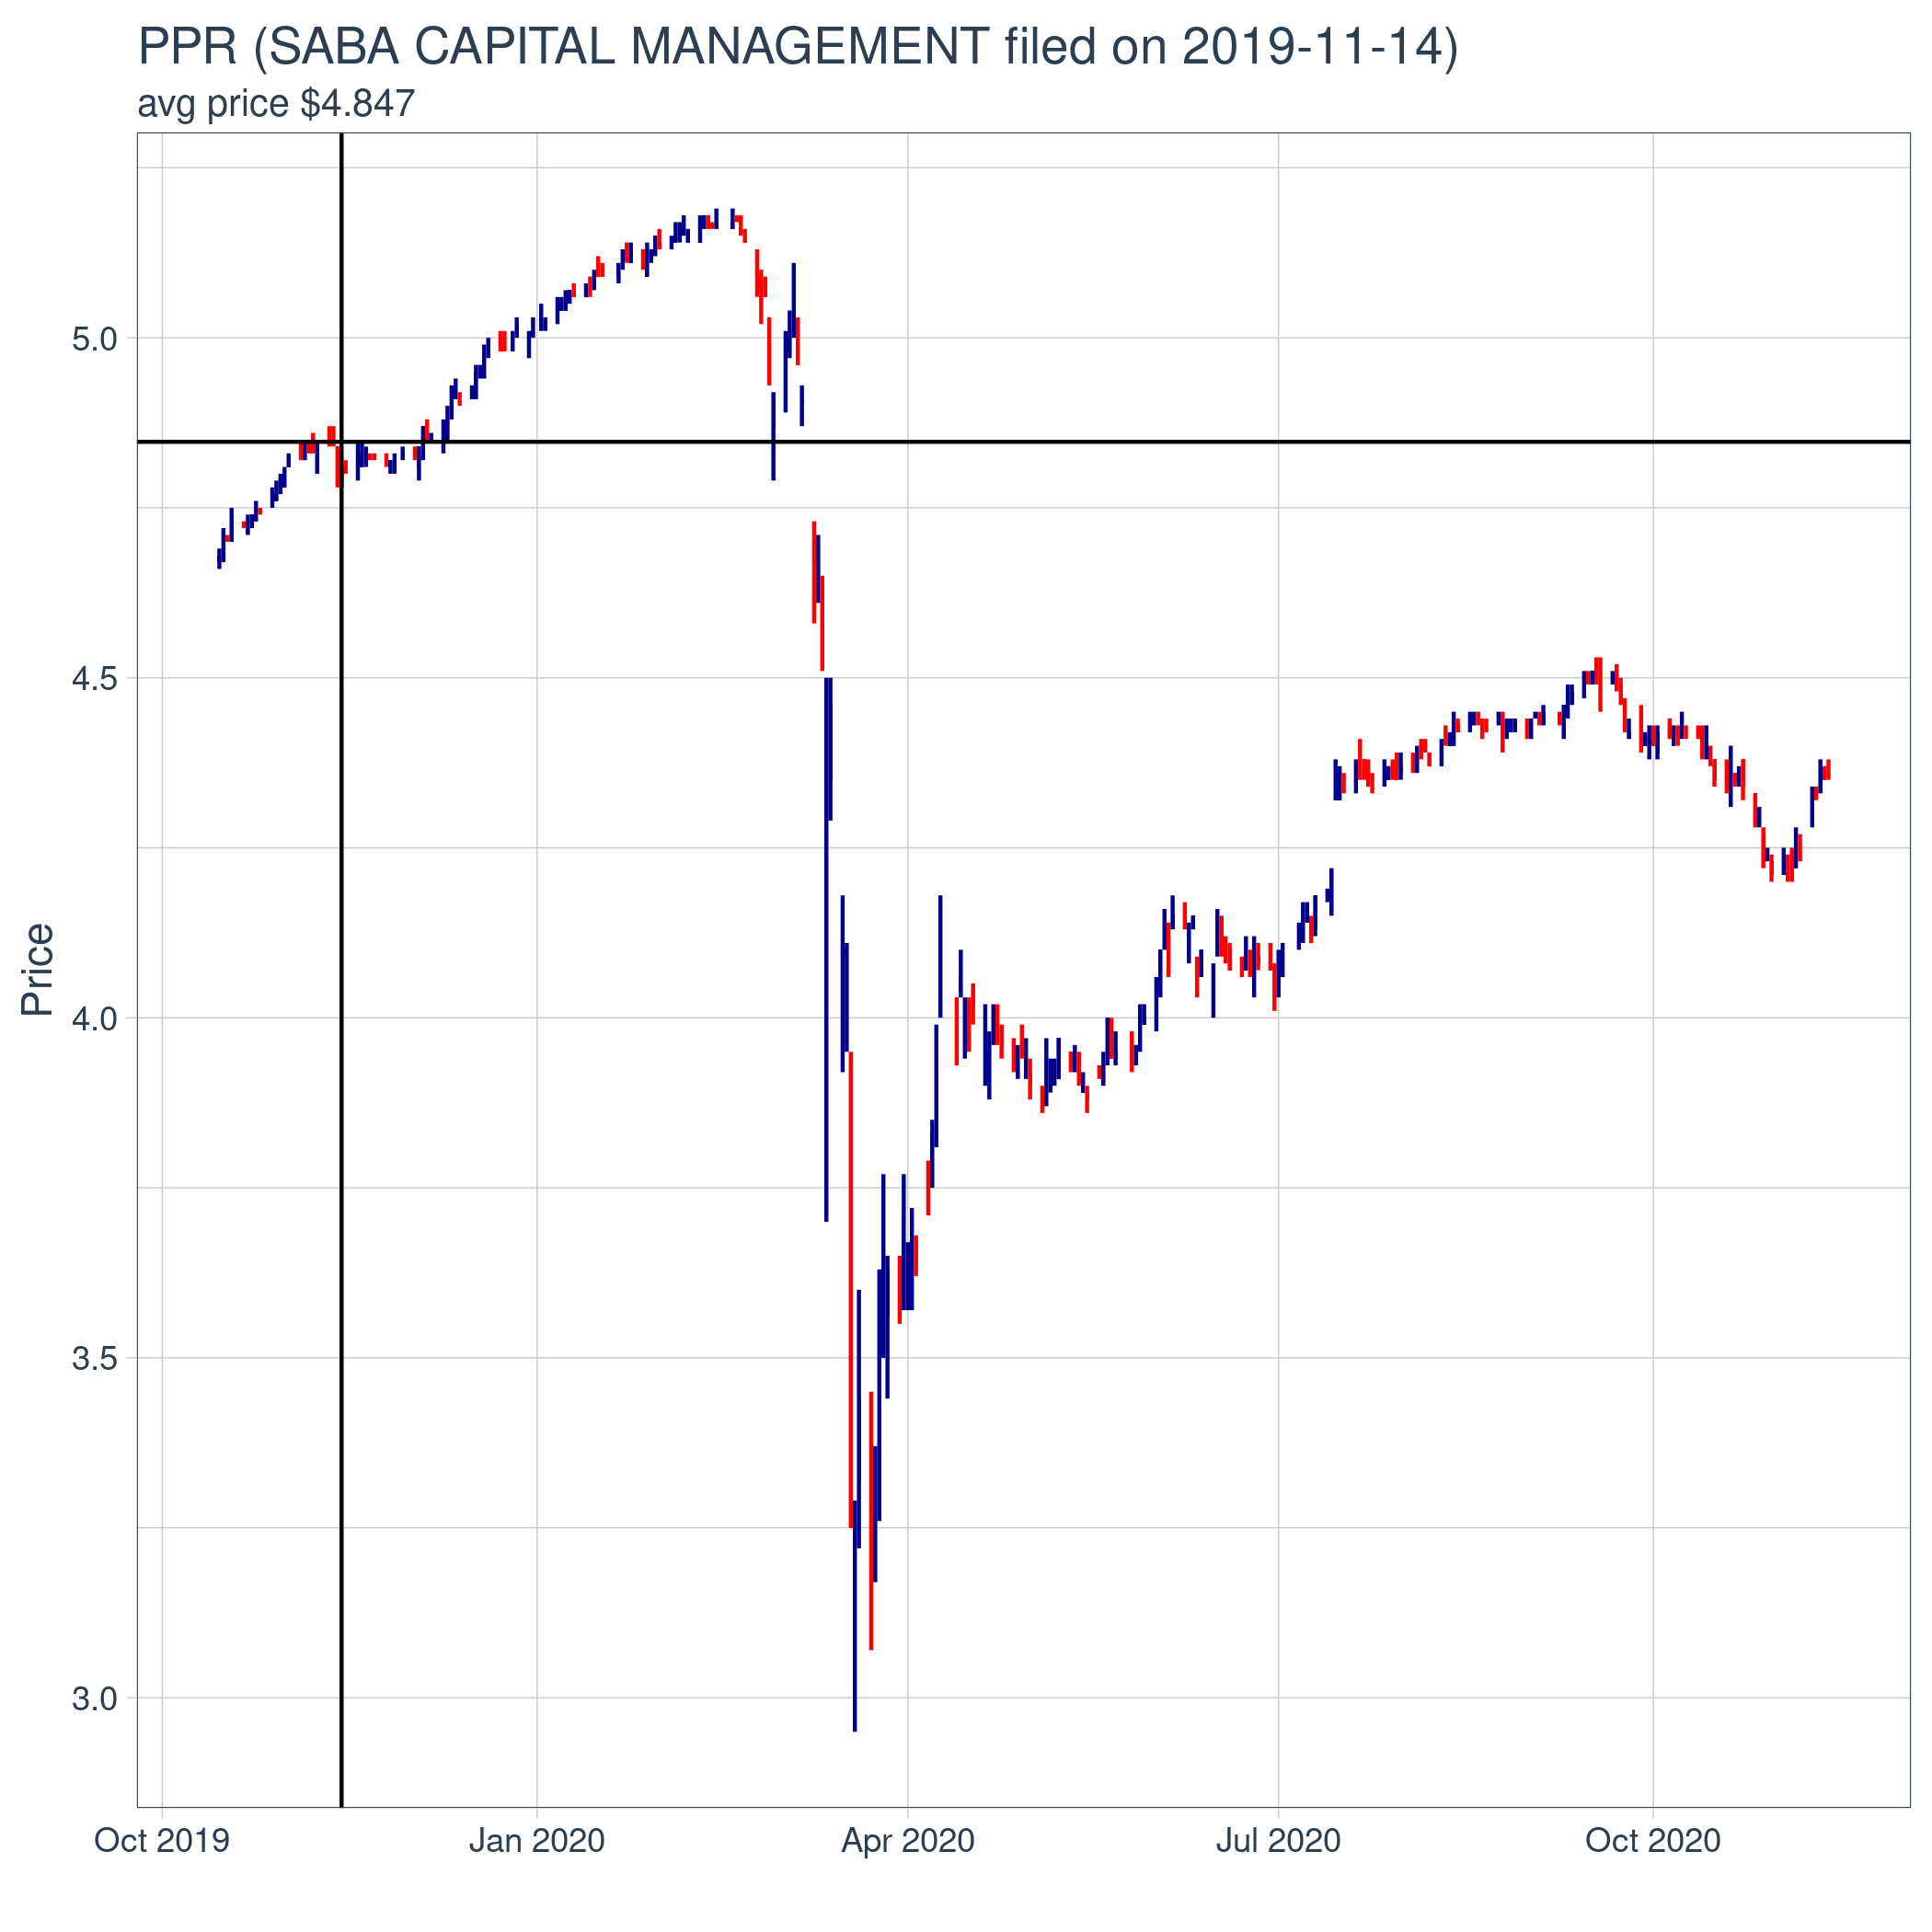 PPR (SABA CAPITAL MANAGEMENT filed on 2019-11-14)
avg price $4.847
Price
5.0
4.5
4.0
3.5
3.0
Oct 2019 Jan 2020 Apr 2020 Jul 2020 Oct 2020